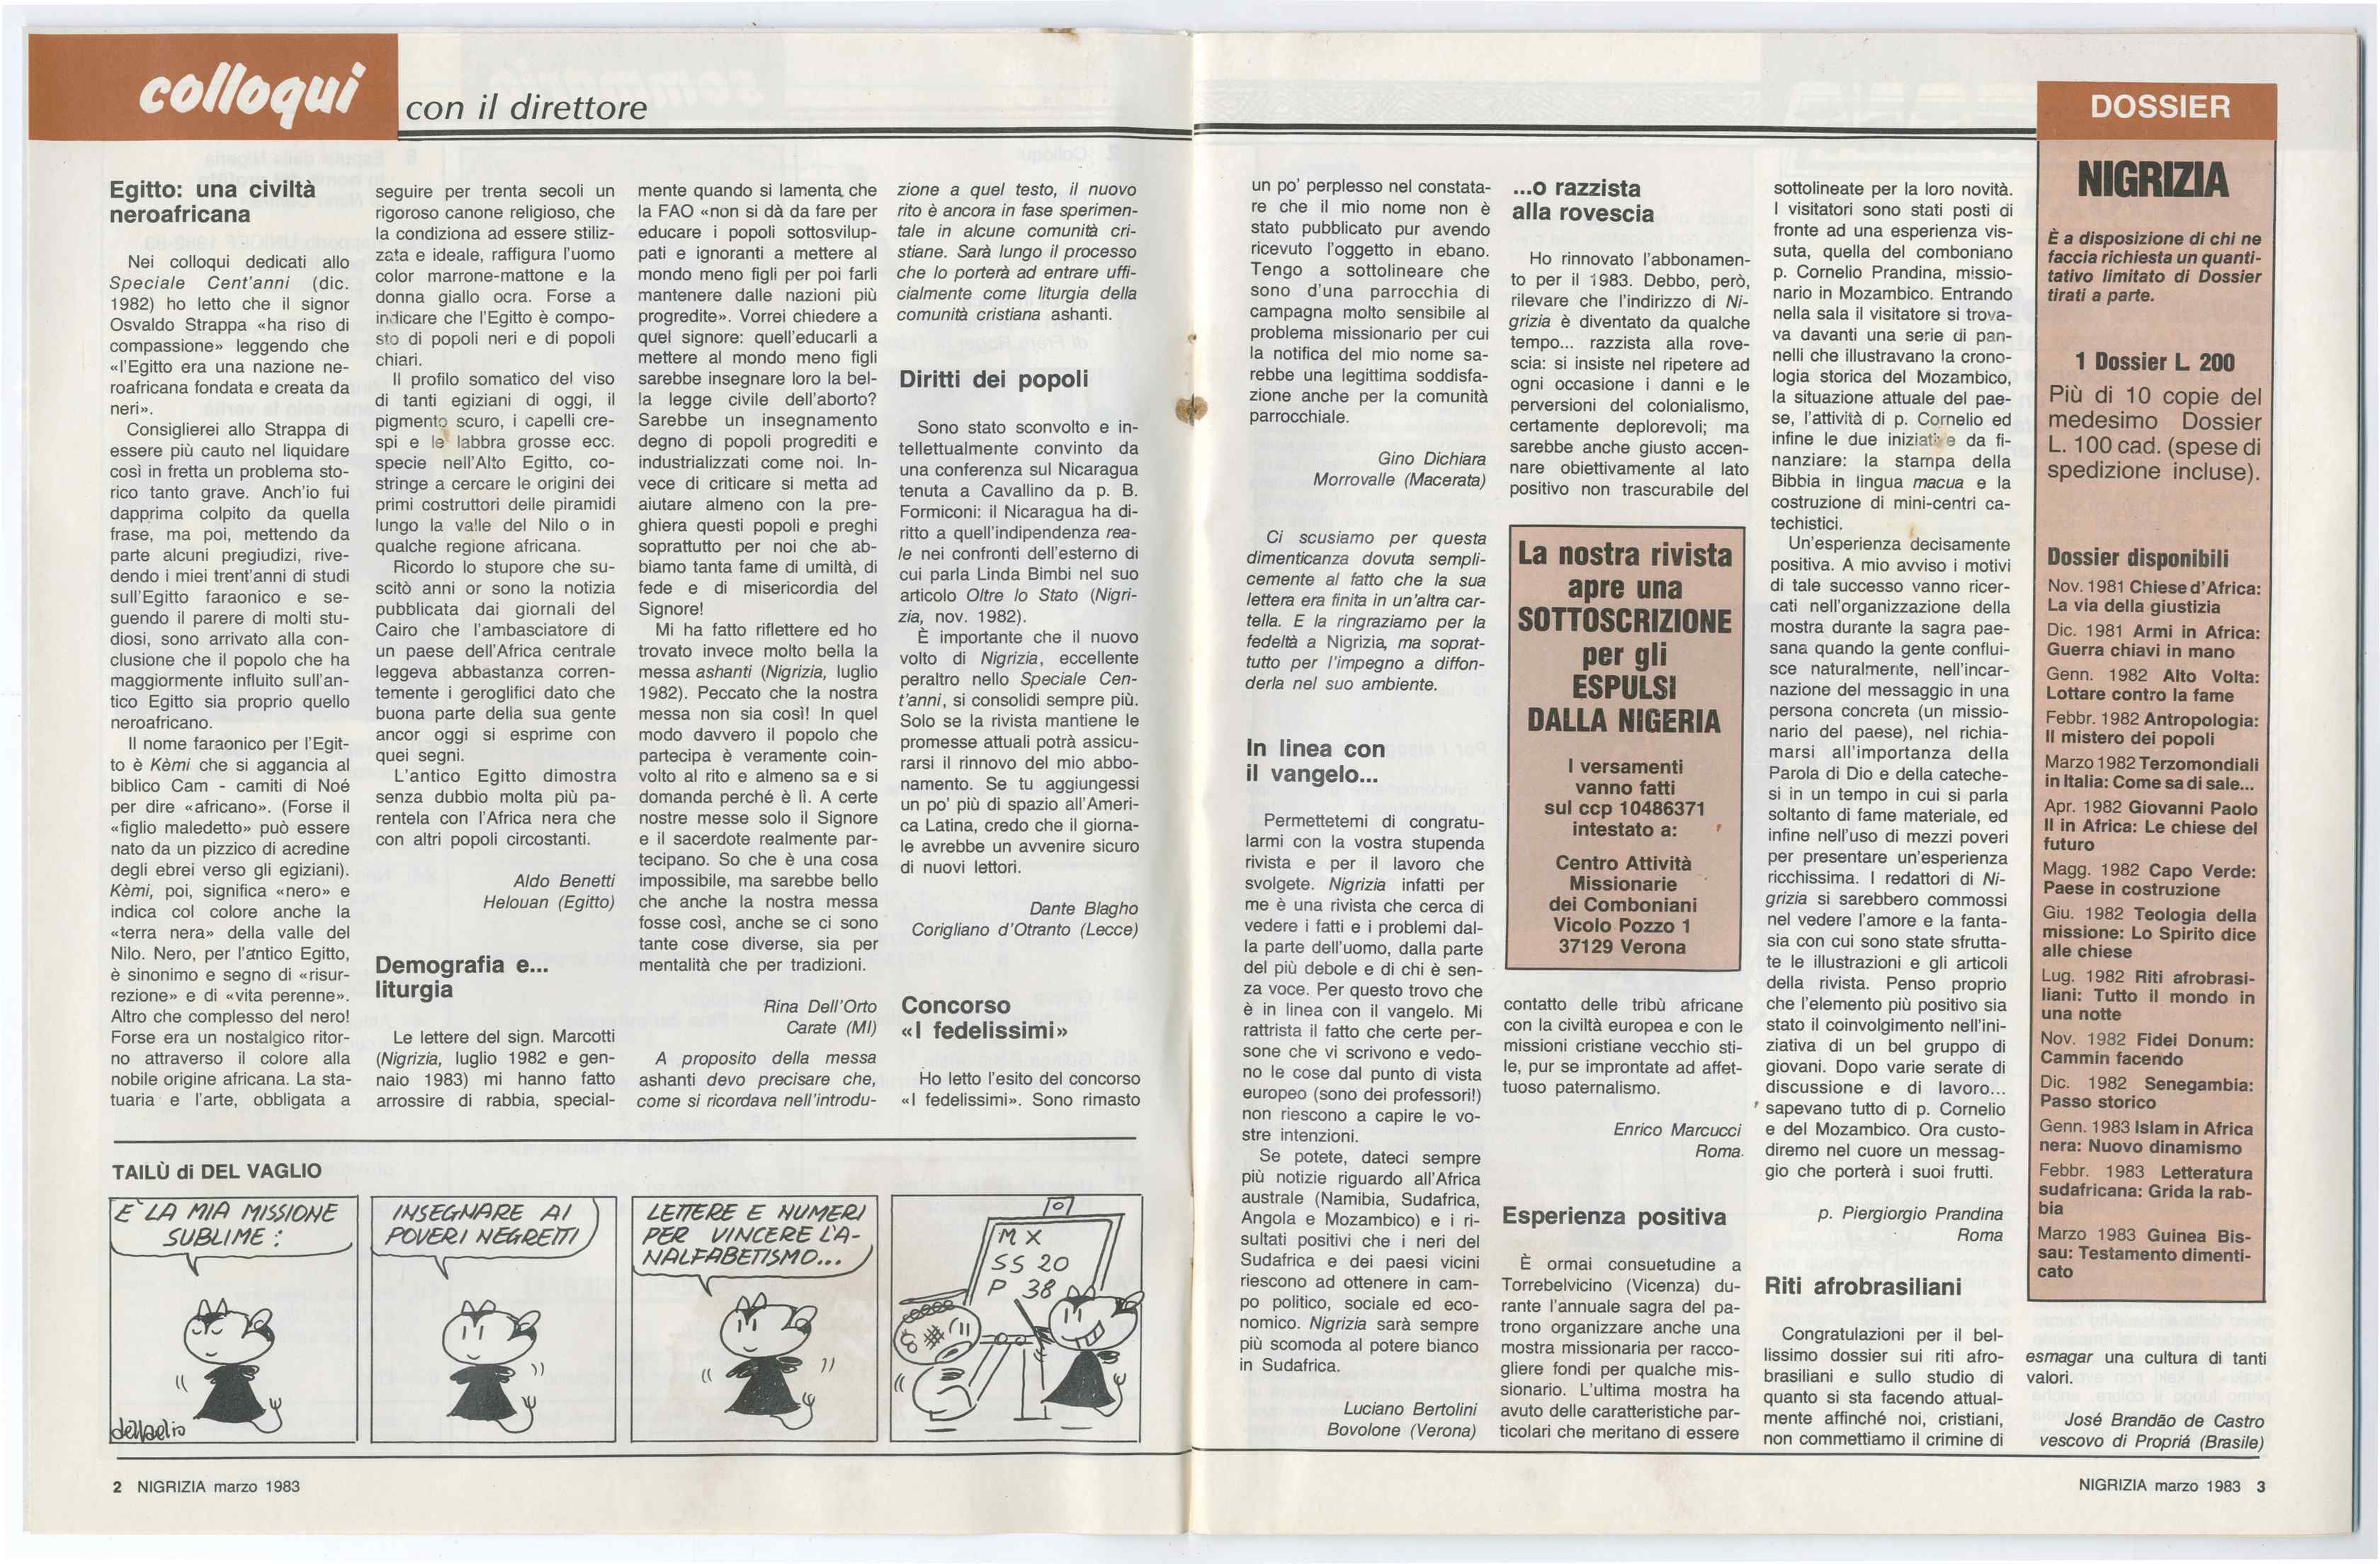 colloqui
con il direttore
Egitto: una civiltà
neroafricana
Nei colloqui dedicati allo
Speciale Cent'anni (dic.
1982) ho letto che il signor
Osvaldo Strappa «ha riso di
compassione» leggendo che
«l'Egitto era una nazione ne-
roafricana fondata e creata da
neri».
Consiglierei allo Strappa di
essere più cauto nel liquidare
così in fretta un problema sto-
rico tanto grave. Anch'io fui
dapprima colpito da quella
frase, ma poi, mettendo da
parte alcuni pregiudizi, rive-
dendo i miei trent'anni di studi
sull'Egitto faraonico e se-
guendo il parere di molti stu-
diosi, sono arrivato alla con-
clusione che il popolo che ha
maggiormente influito sull'an-
tico Egitto sia proprio quello
neroafricano.
Il nome faraonico per l'Egit-
to è Kèmi che si aggancia al
biblico Cam - camiti di Noé
per dire «africano». (Forse il
«figlio maledetto» può essere
nato da un pizzico di acredine
degli ebrei verso gli egiziani).
Kèmi, poi, significa «nero» e
indica col colore anche la
«terra nera» della valle del
Nilo. Nero, per l'antico Egitto,
è sinonimo e segno di «risur-
rezione» e di «vita perenne».
Altro che complesso del nero!
Forse era un nostalgico ritor-
no attraverso il colore alla
nobile origine africana. La sta-
tuaria e l'arte, obbligata a
seguire per trenta secoli un
rigoroso canone religioso, che
la condiziona ad essere stiliz-
zata e ideale, raffigura l'uomo
color marrone-mattone e la
donna giallo ocra. Forse a
indicare che l'Egitto è compo-
sto di popoli neri e di popoli
chiari.
Il profilo somatico del viso
di tanti egiziani di oggi, il
pigmento scuro, i capelli cre-
spi e le labbra grosse ecc.
specie nell'Alto Egitto, co-
stringe a cercare le origini dei
primi costruttori delle piramidi
lungo la valle del Nilo o in
qualche regione africana.
Ricordo lo stupore che su-
scitò anni or sono la notizia
pubblicata dai giornali del
Cairo che l'ambasciatore di
un paese dell'Africa centrale
leggeva abbastanza corren-
temente i geroglifici dato che
buona parte della sua gente
ancor oggi si esprime con
quei segni.
L'antico Egitto dimostra
senza dubbio molta più pa-
rentela con l'Africa nera che
con altri popoli circostanti.
Aldo Benetti
Helouan (Egitto)
Demografia e...
liturgia
Le lettere del sign. Marcotti
(Nigrizia, luglio 1982 e gen-
naio 1983) mi hanno fatto
arrossire di rabbia, special-
mente quando si lamenta che
la FAO «non si dà da fare per
educare i popoli sottosvilup-
pati e ignoranti a mettere al
mondo meno figli per poi farli
mantenere dalle nazioni più
progredite». Vorrei chiedere a
quel signore: quell'educarli a
mettere al mondo meno figli
sarebbe insegnare loro la bel-
la legge civile dell'aborto?
Sarebbe un insegnamento
degno di popoli progrediti e
industrializzati come noi. In-
vece di criticare si metta ad
aiutare almeno con la pre-
ghiera questi popoli e preghi
soprattutto per noi che ab-
biamo tanta fame di umiltà, di
fede e di misericordia del
Signore!
Mi ha fatto riflettere ed ho
trovato invece molto bella la
messa ashanti (Nigrizia, luglio
1982). Peccato che la nostra
messa non sia così! In quel
modo davvero il popolo che
partecipa è veramente coin-
volto al rito e almeno sa e si
domanda perché è lì. A certe
nostre messe solo il Signore
e il sacerdote realmente par-
tecipano. So che è una cosa
impossibile, ma sarebbe bello
che anche la nostra messa
fosse così, anche se ci sono
tante cose diverse, sia per
mentalità che per tradizioni.
Rina Dell'Orto
Carate (MI)
A proposito della messa
ashanti devo precisare che,
come si ricordava nell'introdu-
zione a quel testo, il nuovo
rito è ancora in fase sperimen-
tale in alcune comunità cri-
stiane. Sarà lungo il processo
che lo porterà ad entrare uffi-
cialmente come liturgia della
comunità cristiana ashanti.
Diritti dei popoli
Sono stato sconvolto e in-
tellettualmente convinto da
una conferenza sul Nicaragua
tenuta a Cavallino da p. B.
Formiconi: il Nicaragua ha di-
ritto a quell'indipendenza rea-
le nei confronti dell'esterno di
cui parla Linda Bimbi nel suo
articolo Oltre lo Stato (Nigri-
zia, nov. 1982).
È importante che il nuovo
volto di Nigrizia, eccellente
peraltro nello Speciale Cen-
t'anni, si consolidi sempre più.
Solo se la rivista mantiene le
promesse attuali potrà assicu-
rarsi il rinnovo del mio abbo-
namento. Se tu aggiungessi
un po' più di spazio all'Ameri-
ca Latina, credo che il giorna-
le avrebbe un avvenire sicuro
di nuovi lettori.
Dante Blagho
Corigliano d'Otranto (Lecce)
Concorso
«I fedelissimi»
Ho letto l'esito del concorso
«I fedelissimi». Sono rimasto
TAILÙ di DEL VAGLIO
E' LA MIA MISSIONE
SUBLIME :
INSEGNARE AI
POVERI NEGRETTI
LETTERE E NUMERI
PER VINCERE L'A-
NALFABETISMO...
MX
SS 20
P 38
delvaglio
2 NIGRIZIA marzo 1983
un po' perplesso nel constata-
re che il mio nome non è
stato pubblicato pur avendo
ricevuto l'oggetto in ebano.
Tengo a sottolineare che
sono d'una parrocchia di
campagna molto sensibile al
problema missionario per cui
la notifica del mio nome sa-
rebbe una legittima soddisfa-
zione anche per la comunità
parrocchiale.
Gino Dichiara
Morrovalle (Macerata)
Ci scusiamo per questa
dimenticanza dovuta sempli-
cemente al fatto che la sua
lettera era finita in un'altra car-
tella. E la ringraziamo per la
fedeltà a Nigrizia, ma soprat-
tutto per l'impegno a diffon-
derla nel suo ambiente.
In linea con
il vangelo...
Permettetemi di congratu-
larmi con la vostra stupenda
rivista e per il lavoro che
svolgete. Nigrizia infatti per
me è una rivista che cerca di
vedere i fatti e i problemi dal-
la parte dell'uomo, dalla parte
del più debole e di chi è sen-
za voce. Per questo trovo che
è in linea con il vangelo. Mi
rattrista il fatto che certe per-
sone che vi scrivono e vedo-
no le cose dal punto di vista
europeo (sono dei professori!)
non riescono a capire le vo-
stre intenzioni.
Se potete, dateci sempre
più notizie riguardo all'Africa
australe (Namibia, Sudafrica,
Angola e Mozambico) e i ri-
sultati positivi che i neri del
Sudafrica e dei paesi vicini
riescono ad ottenere in cam-
po politico, sociale ed eco-
nomico. Nigrizia sarà sempre
più scomoda al potere bianco
in Sudafrica.
Luciano Bertolini
Bovolone (Verona)
...o razzista
alla rovescia
Ho rinnovato l'abbonamen-
to per il 1983. Debbo, però,
rilevare che l'indirizzo di Ni-
grizia è diventato da qualche
tempo... razzista alla rove-
scia: si insiste nel ripetere ad
ogni occasione i danni e le
perversioni del colonialismo,
certamente deplorevoli; ma
sarebbe anche giusto accen-
nare obiettivamente al lato
positivo non trascurabile del
La nostra rivista
apre una
SOTTOSCRIZIONE
per gli
ESPULSI
DALLA NIGERIA
I versamenti
vanno fatti
sul ccp 10486371
intestato a:
Centro Attività
Missionarie
dei Comboniani
Vicolo Pozzo 1
37129 Verona
contatto delle tribù africane
con la civiltà europea e con le
missioni cristiane vecchio sti-
le, pur se improntate ad affet-
tuoso paternalismo.
Enrico Marcucci
Roma.
Esperienza positiva
È ormai consuetudine a
Torrebelvicino (Vicenza) du-
rante l'annuale sagra del pa-
trono organizzare anche una
mostra missionaria per racco-
gliere fondi per qualche mis-
sionario. L'ultima mostra ha
avuto delle caratteristiche par-
ticolari che meritano di essere
sottolineate per la loro novità.
I visitatori sono stati posti di
fronte ad una esperienza vis-
suta, quella del comboniano
p. Cornelio Prandina, missio-
nario in Mozambico. Entrando
nella sala il visitatore si trova-
va davanti una serie di pan-
nelli che illustravano la crono-
logia storica del Mozambico,
la situazione attuale del pae-
se, l'attività di p. Cornelio ed
infine le due iniziative da fi-
nanziare: la stampa della
Bibbia in lingua macua e la
costruzione di mini-centri ca-
techistici.
Un'esperienza decisamente
positiva. A mio avviso i motivi
di tale successo vanno ricer-
cati nell'organizzazione della
mostra durante la sagra pae-
sana quando la gente conflui-
sce naturalmente, nell'incar-
nazione del messaggio in una
persona concreta (un missio-
nario del paese), nel richia-
marsi all'importanza della
Parola di Dio e della cateche-
si in un tempo in cui si parla
soltanto di fame materiale, ed
infine nell'uso di mezzi poveri
per presentare un'esperienza
ricchissima. I redattori di Ni-
grizia si sarebbero commossi
nel vedere l'amore e la fanta-
sia con cui sono state sfrutta-
te le illustrazioni e gli articoli
della rivista. Penso proprio
che l'elemento più positivo sia
stato il coinvolgimento nell'ini-
ziativa di un bel gruppo di
giovani. Dopo varie serate di
discussione e di lavoro...
sapevano tutto di p. Cornelio
e del Mozambico. Ora custo-
diremo nel cuore un messag-
gio che porterà i suoi frutti.
p. Piergiorgio Prandina
Roma
Riti afrobrasiliani
Congratulazioni per il bel-
lissimo dossier sui riti afro-
brasiliani e sullo studio di
quanto si sta facendo attual-
mente affinché noi, cristiani,
non commettiamo il crimine di
esmagar una cultura di tanti
valori.
José Brandão de Castro
vescovo di Propriá (Brasile)
DOSSIER
NIGRIZIA
È a disposizione di chi ne
faccia richiesta un quanti-
tativo limitato di Dossier
tirati a parte.
1 Dossier L. 200
Più di 10 copie del
medesimo Dossier
L. 100 cad. (spese di
spedizione incluse).
Dossier disponibili
Nov. 1981 Chiese d'Africa:
La via della giustizia
Dic. 1981 Armi in Africa:
Guerra chiavi in mano
Genn. 1982 Alto Volta:
Lottare contro la fame
Febbr. 1982 Antropologia:
Il mistero dei popoli
Marzo 1982 Terzomondiali
in Italia: Come sa di sale...
Apr. 1982 Giovanni Paolo
II in Africa: Le chiese del
futuro
Magg. 1982 Capo Verde:
Paese in costruzione
Giu. 1982 Teologia della
missione: Lo Spirito dice
alle chiese
Lug. 1982 Riti afrobrasi-
liani: Tutto il mondo in
una notte
Nov. 1982 Fidei Donum:
Cammin facendo
Dic. 1982 Senegambia:
Passo storico
Genn. 1983 Islam in Africa
nera: Nuovo dinamismo
Febbr. 1983 Letteratura
sudafricana: Grida la rab-
bia
Marzo 1983 Guinea Bis-
sau: Testamento dimenti-
cato
NIGRIZIA marzo 1983 3